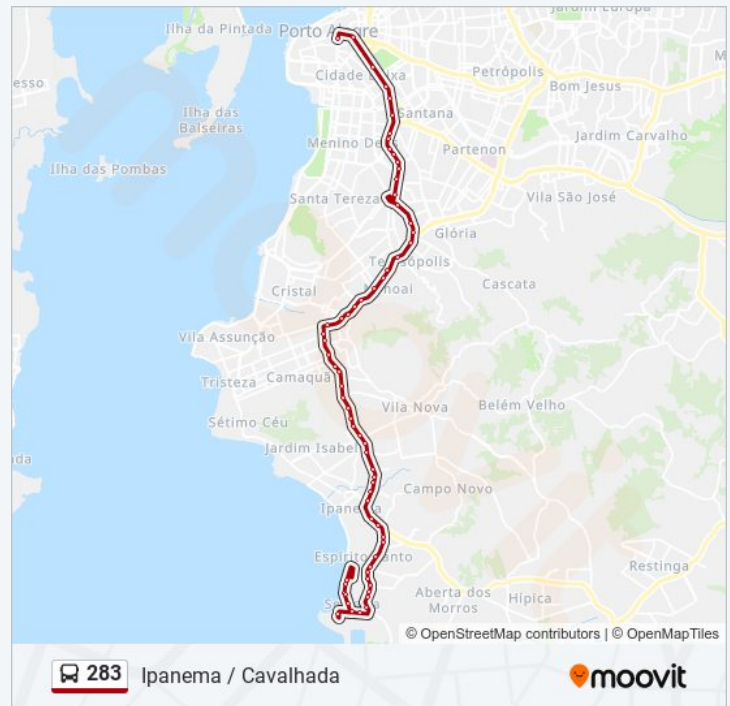 Jardim Europa
Ilha da Pintada
Porto Alegre
esso
Cidade Baixa
Petrópolis
M
Bom Jesus
Ilha das
Balseiras
Santana
Jardim Carvalho
Menino Deus
Partenon
Ilha das Pombas
Santa Tereza
Vila São José
Glória
Teresópolis
Nonoai
Cascata
Cristal
Vila Assunção
Tristeza
Camaquã
Vila Nova
Belém Velho
Sétimo Céu
Jardim Isabel
da
Campo Novo
Ipanema
Espírito Santo
Restinga
Aberta dos
Morros
Hípica
© OpenStreetMap contributors | © OpenMapTiles
283
Ipanema / Cavalhada
moovit